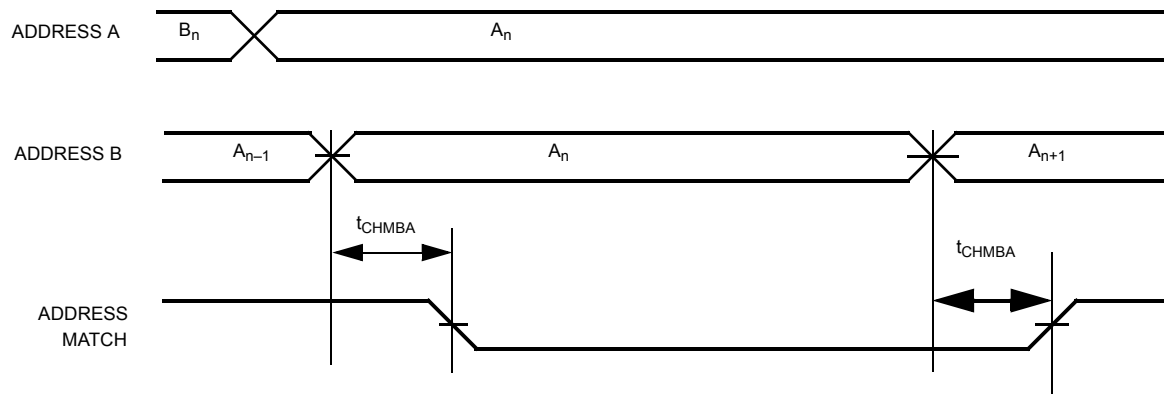 ADDRESS A
Bn
An
ADDRESS B
An–1
An
An+1
tCHMBA
tCHMBA
ADDRESS
MATCH